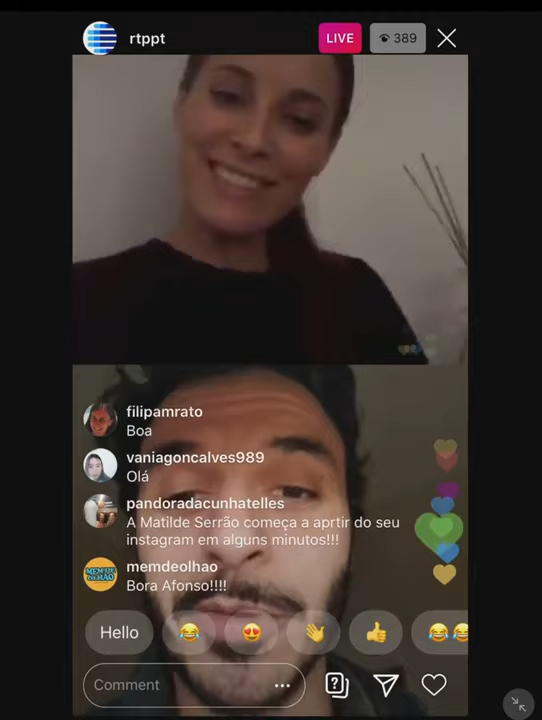 rtppt
LIVE
389
filipamrato
Boa
vaniagoncalves989
Olá
pandoradacunhatelles
A Matilde Serrão começa a aprtir do seu
instagram em alguns minutos!!!
memdeolhao
Bora Afonso!!!!
Hello
Comment